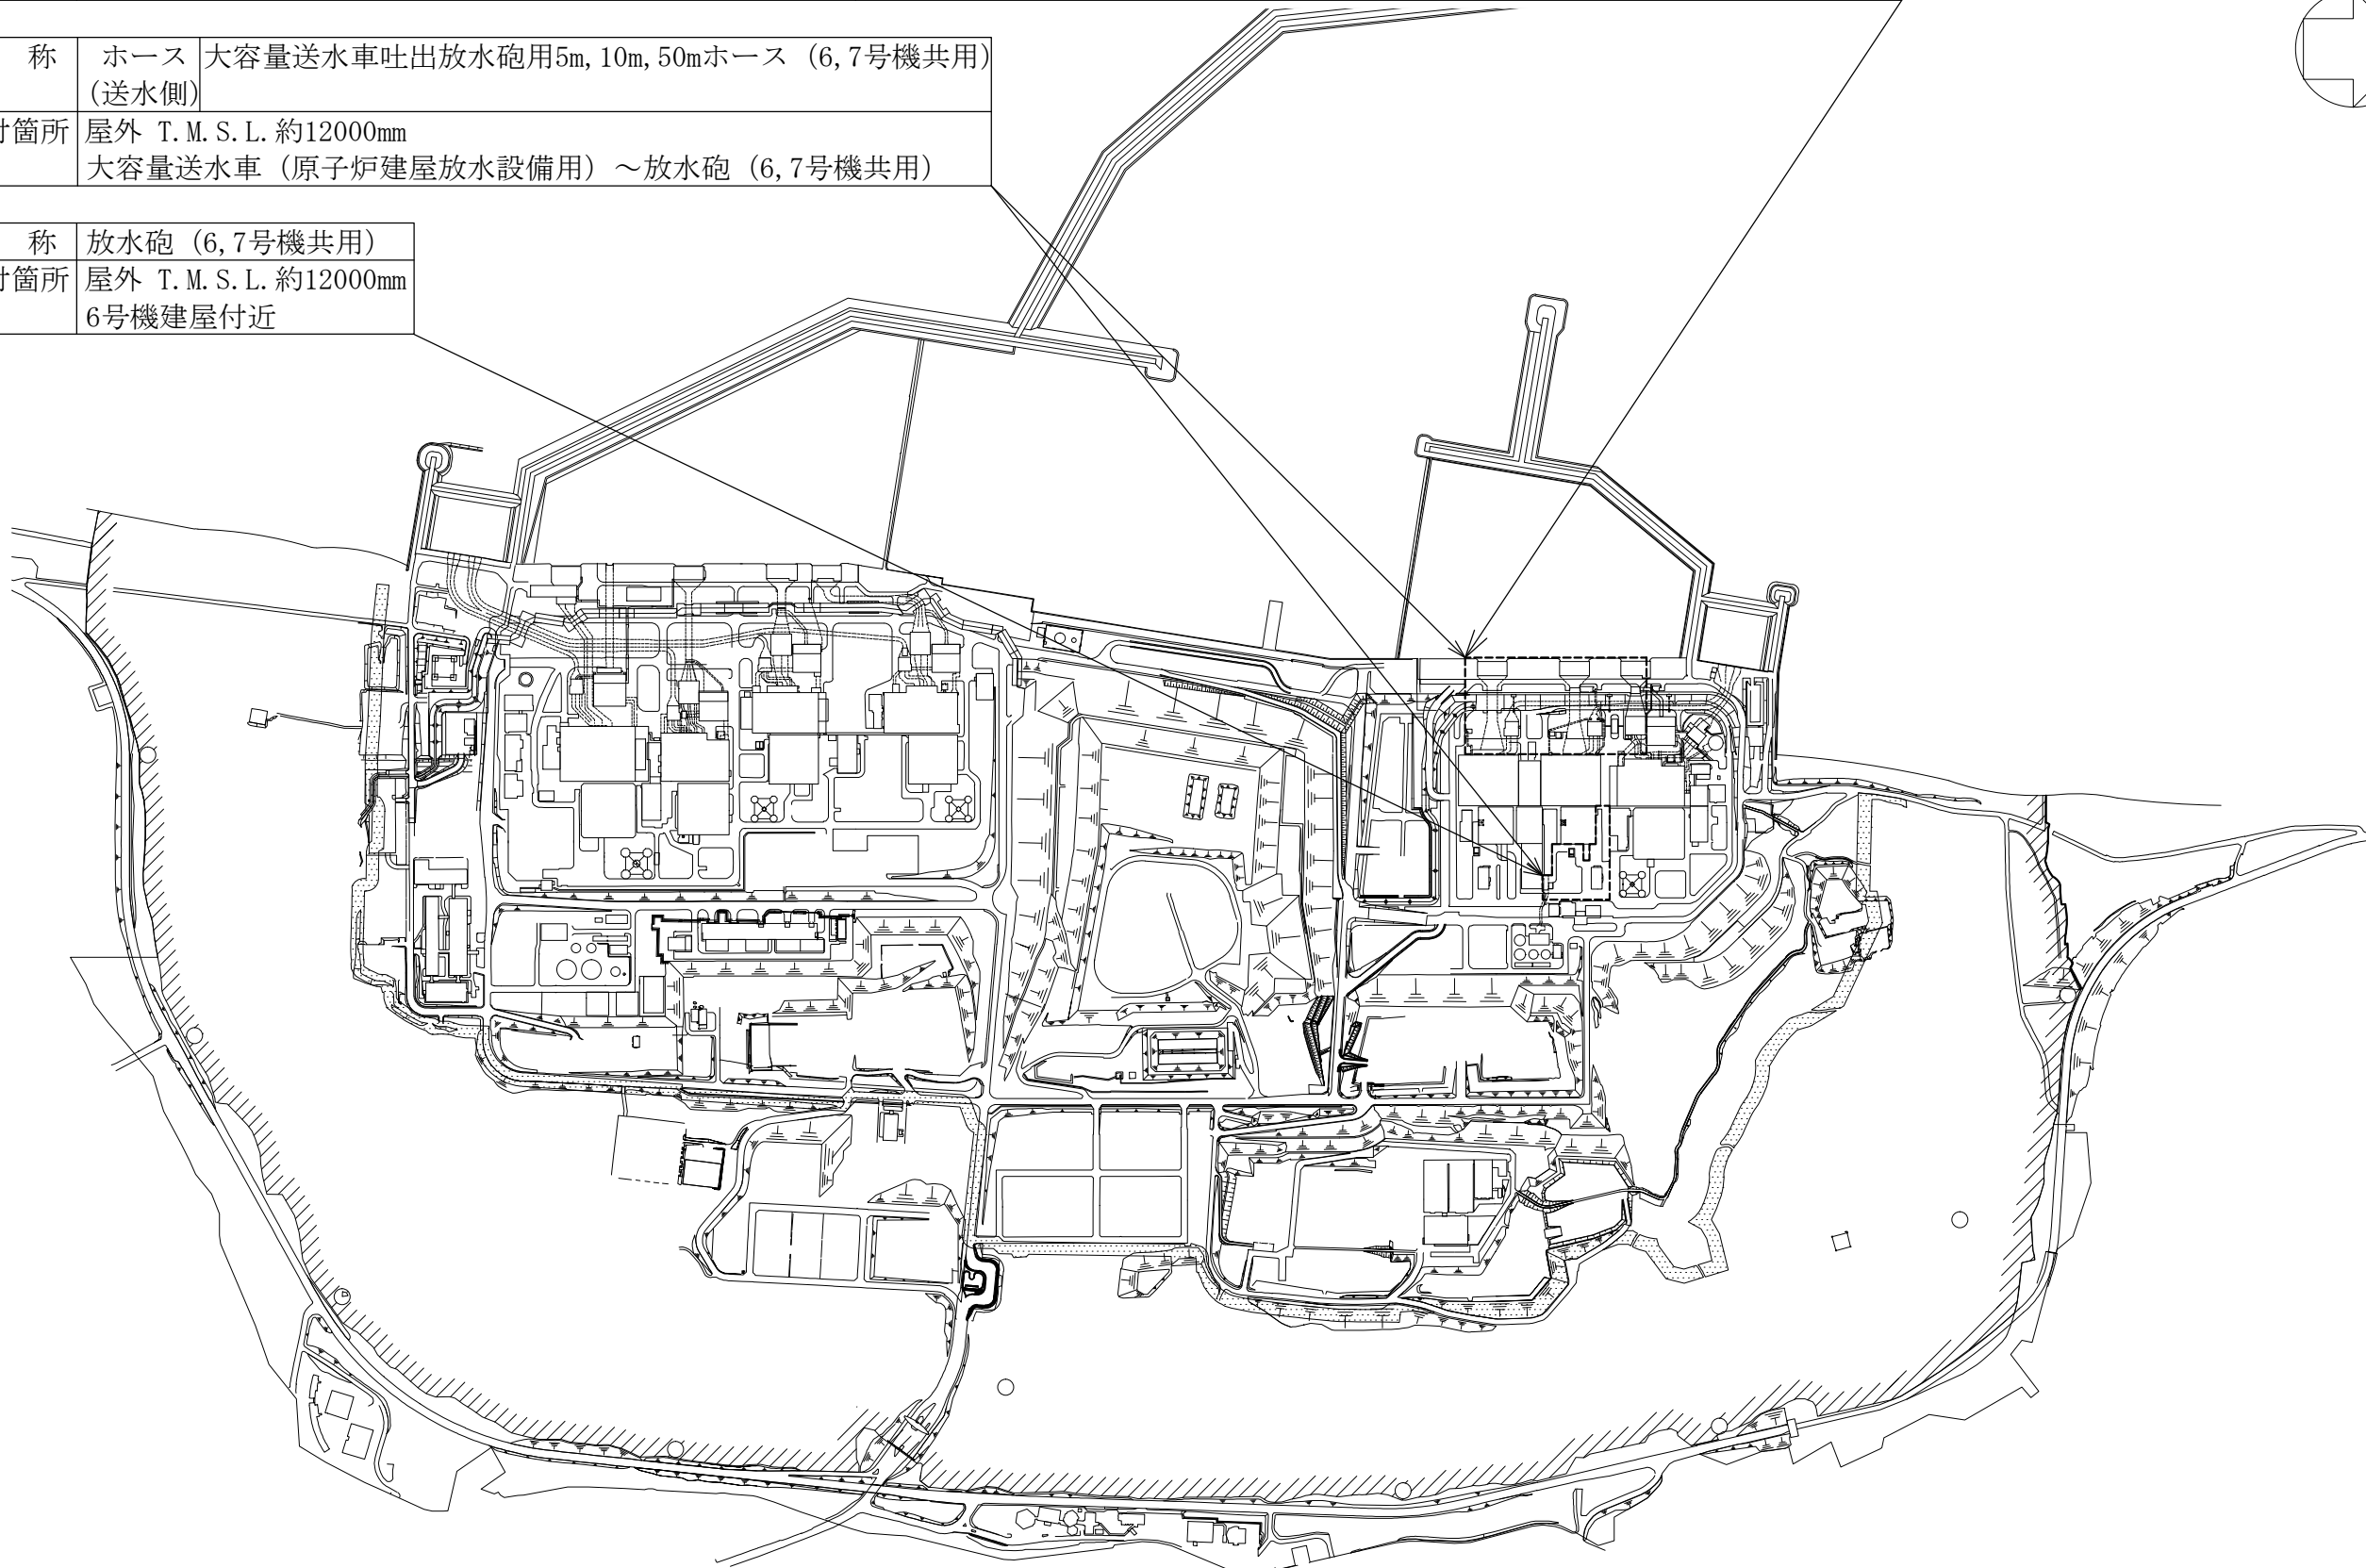 称 ホース 大容量送水車吐出放水砲用5m, 10m, 50mホース (6, 7号機共用)
(送水側)
付箇所 屋外 T.M.S.L.約12000mm
大容量送水車 (原子炉建屋放水設備用) ～放水砲 (6, 7号機共用)
称 放水砲 (6, 7号機共用)
付箇所 屋外 T.M.S.L.約12000mm
6号機建屋付近